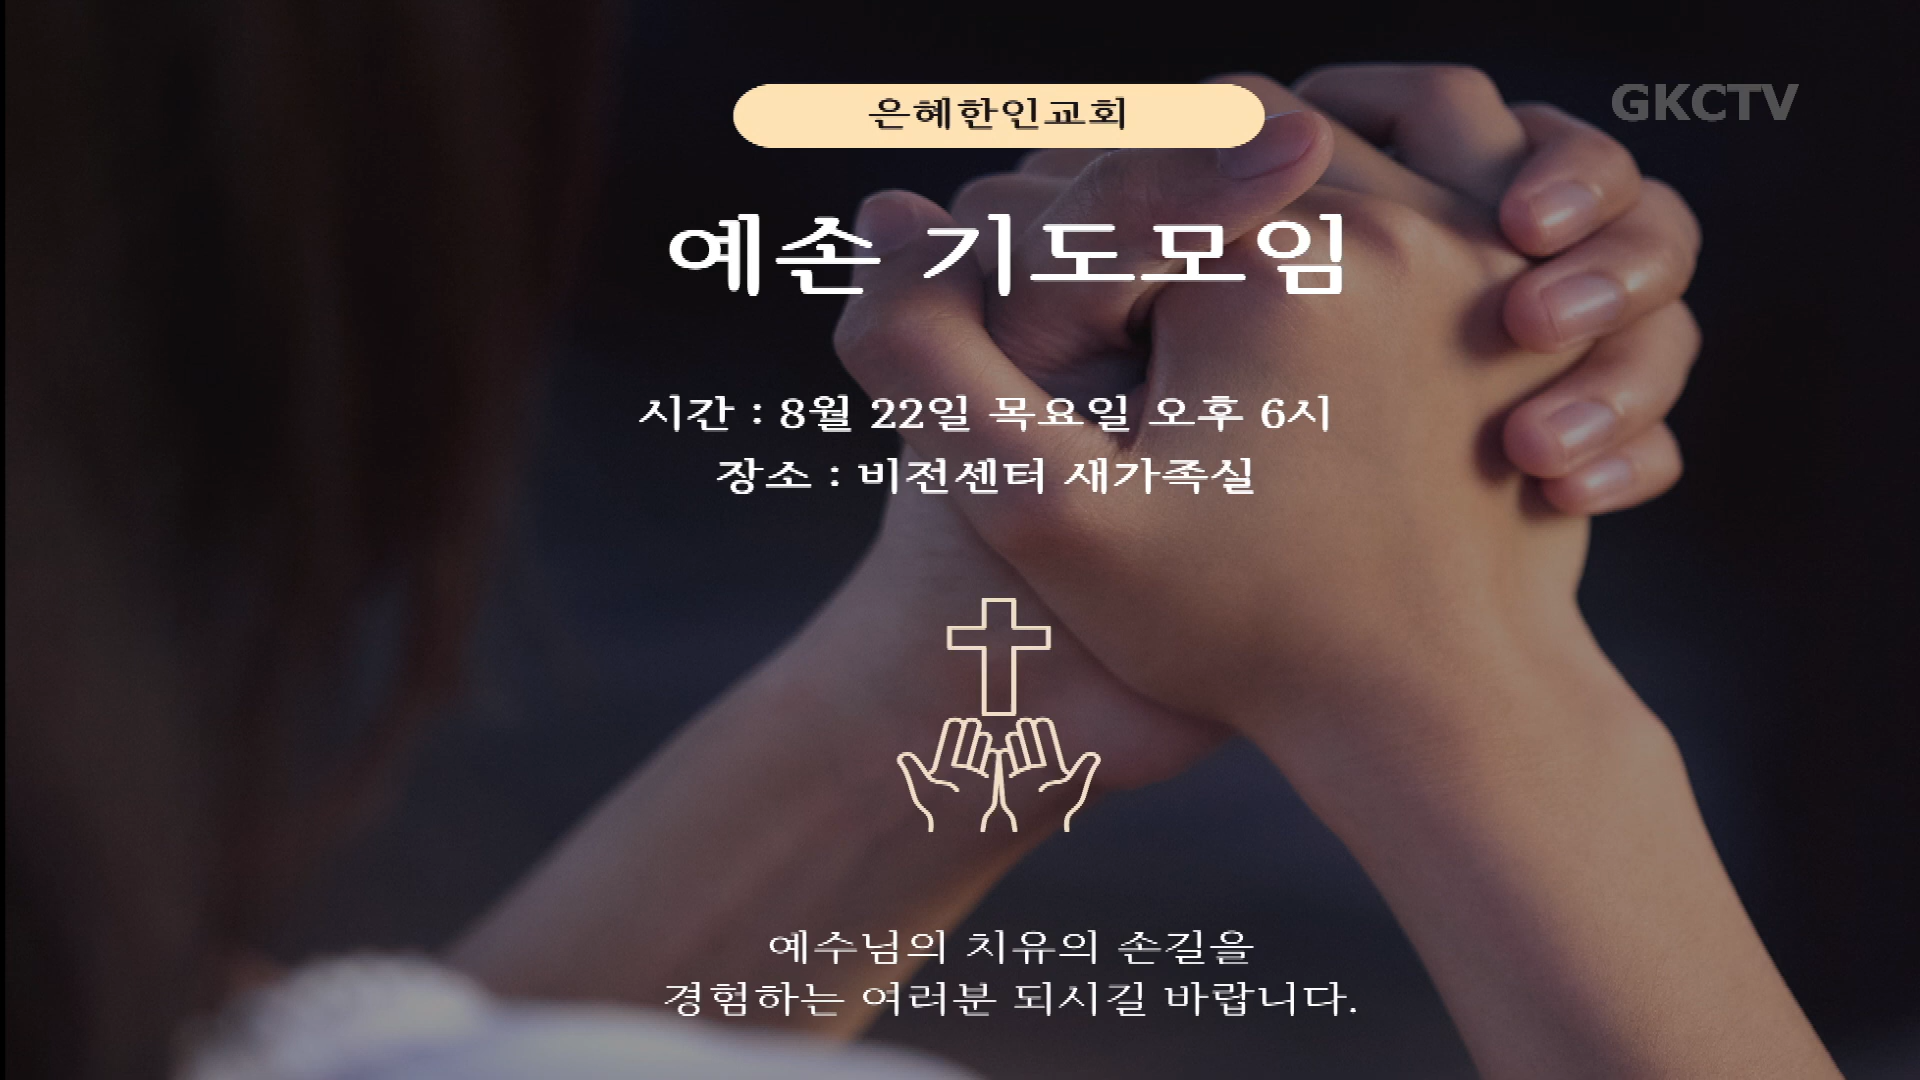 은혜한인교회
GKCTV
예손 기도모임
시간 : 8월 22일 목요일 오후 6시
장소 : 비전센터 새가족실
예수님의 치유의 손길을
경험하는 여러분 되시길 바랍니다.